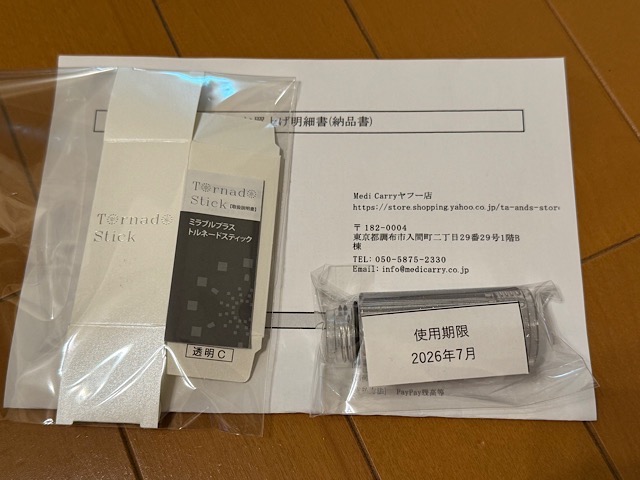 上げ明細書(納品書)
Medi Carryヤフー店
https://store.shopping.yahoo.co.jp/ta-ands-store
〒182-0004
東京都調布市入間町二丁目29番29号1階B
棟
TEL: 050-5875-2330
Email: info@medicarry.co.jp
Tornado
Stick
Tornado
Stick【取扱説明書】
ミラブルプラス
トルネードスティック
透明C
使用期限
2026年7月
PayPay残高等